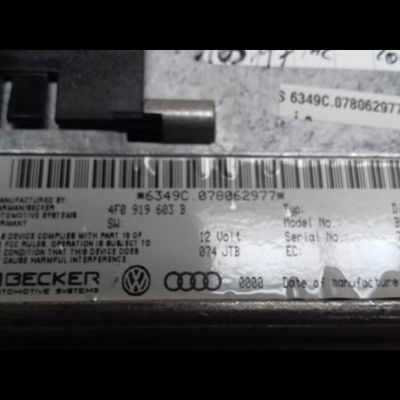 S 6349C.078062977
*6349C.078062977*
MANUFACTURED BY
HARMAN/BECKER
AUTOMOTIVE SYSTEMS
GERMANY
4F0 919 603 B
SW:
Typ:
Model No.:
Serial No.:
EC:
12 Volt
074 JTB
DEVICE COMPLIES WITH PART 15 OF
FCC RULES. OPERATION IS SUBJECT TO
CONDITION THAT THIS DEVICE DOES
CAUSE HARMFUL INTERFERENCE.
BECKER
AUTOMOTIVE SYSTEMS
0000 Date of manufacture